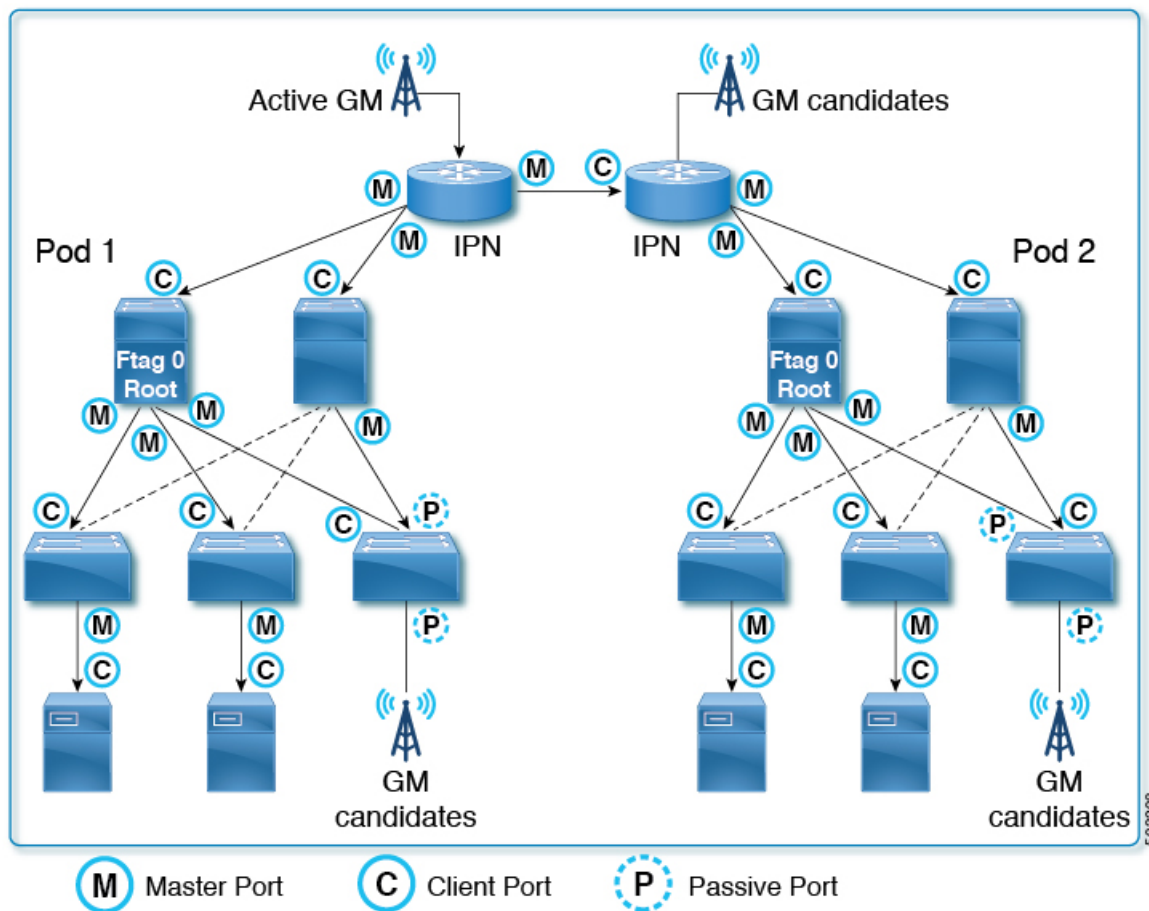 Active GM
GM candidates
M
C
M
M
M
M
IPN
IPN
Pod 1
Pod 2
C
C
C
C
Ftag 0
Root
Ftag 0
Root
M
M
M
M
M
M
M
M
C
C
C
P
C
C
P
C
M
M
P
M
M
P
C
C
C
C
GM
candidates
GM
candidates
M Master Port
C Client Port
P Passive Port